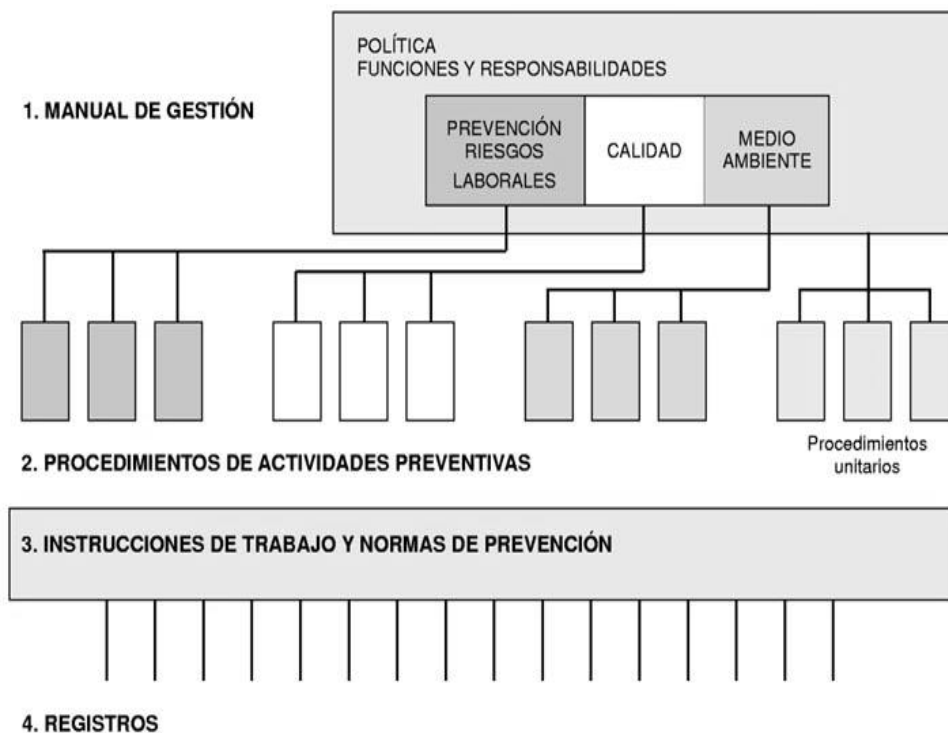 POLÍTICA
FUNCIONES Y RESPONSABILIDADES
1. MANUAL DE GESTIÓN
PREVENCIÓN
RIESGOS
LABORALES
CALIDAD
MEDIO
AMBIENTE
Procedimientos
unitarios
2. PROCEDIMIENTOS DE ACTIVIDADES PREVENTIVAS
3. INSTRUCCIONES DE TRABAJO Y NORMAS DE PREVENCIÓN
4. REGISTROS